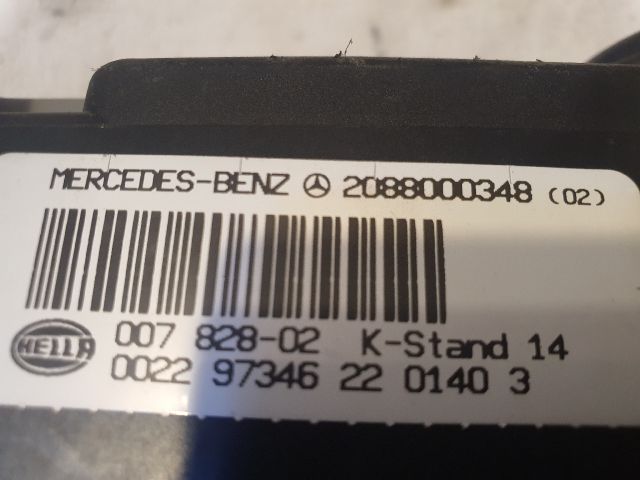 MERCEDES-BENZ 2088000348 (02)
HELLA 007 828-02 K-Stand 14
0022 97346 22 0140 3